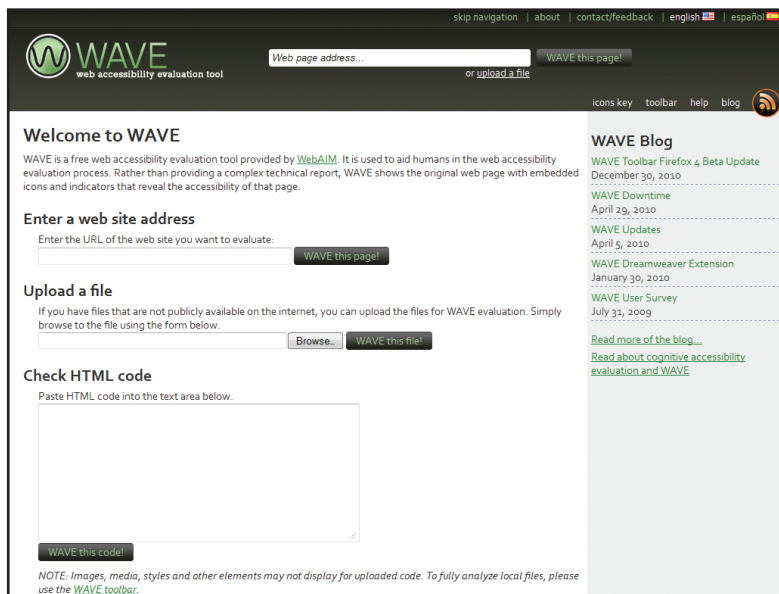 skip navigation | about | contact/feedback | english | español
WAVE
web accessibility evaluation tool
Web page address...
WAVE this page!
or upload a file
icons key toolbar help blog
Welcome to WAVE
WAVE is a free web accessibility evaluation tool provided by WebAIM. It is used to aid humans in the web accessibility
evaluation process. Rather than providing a complex technical report, WAVE shows the original web page with embedded
icons and indicators that reveal the accessibility of that page.
Enter a web site address
Enter the URL of the web site you want to evaluate:
WAVE this page!
Upload a file
If you have files that are not publicly available on the internet, you can upload the files for WAVE evaluation. Simply
browse to the file using the form below.
Browse..
WAVE this file!
Check HTML code
Paste HTML code into the text area below.
WAVE this code!
NOTE: Images, media, styles and other elements may not display for uploaded code. To fully analyze local files, please
use the WAVE toolbar.
WAVE Blog
WAVE Toolbar Firefox 4 Beta Update
December 30, 2010
WAVE Downtime
April 29, 2010
WAVE Updates
April 5, 2010
WAVE Dreamweaver Extension
January 30, 2010
WAVE User Survey
July 31, 2009
Read more of the blog...
Read about cognitive accessibility
evaluation and WAVE